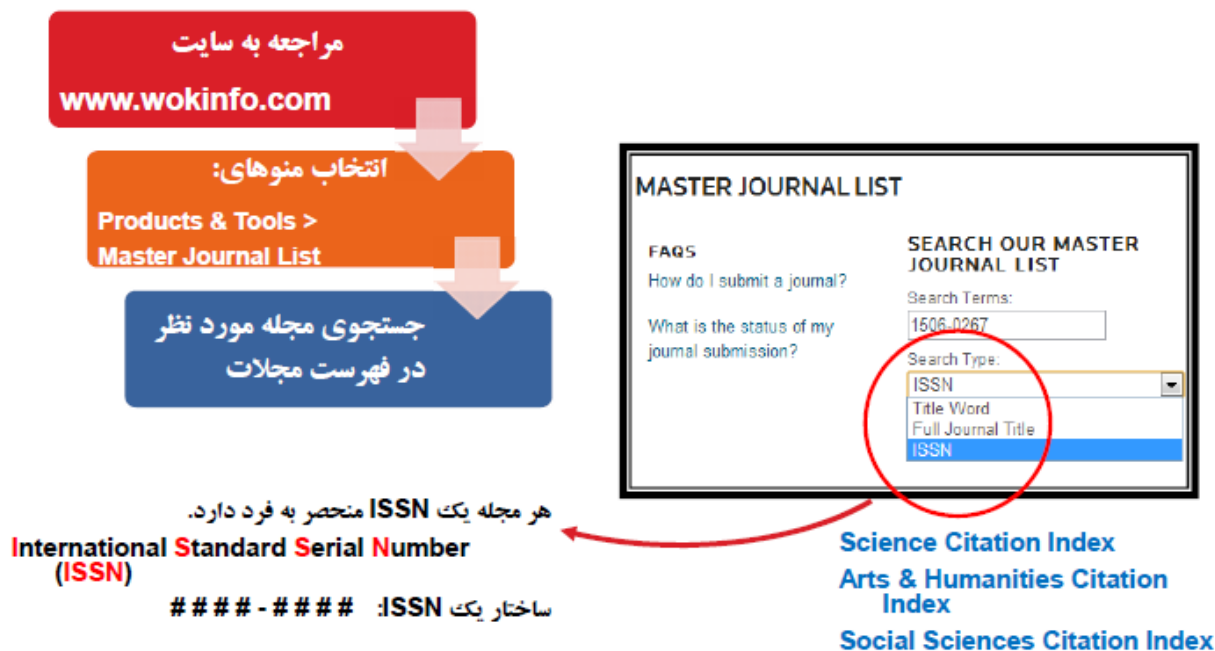 مراجعه به سایت
www.wokinfo.com
انتخاب منوهای:
Products & Tools >
Master Journal List
جستجوی مجله مورد نظر
در فهرست مجلات
MASTER JOURNAL LIST
FAQS
How do I submit a journal?
What is the status of my
journal submission?
SEARCH OUR MASTER
JOURNAL LIST
Search Terms:
1506-0267
Search Type:
ISSN
Title Word
Full Journal Title
ISSN
هر مجله یک ISSN منحصر به فرد دارد.
International Standard Serial Number
(ISSN)
ساختار یک ISSN: ####-####
Science Citation Index
Arts & Humanities Citation
Index
Social Sciences Citation Index